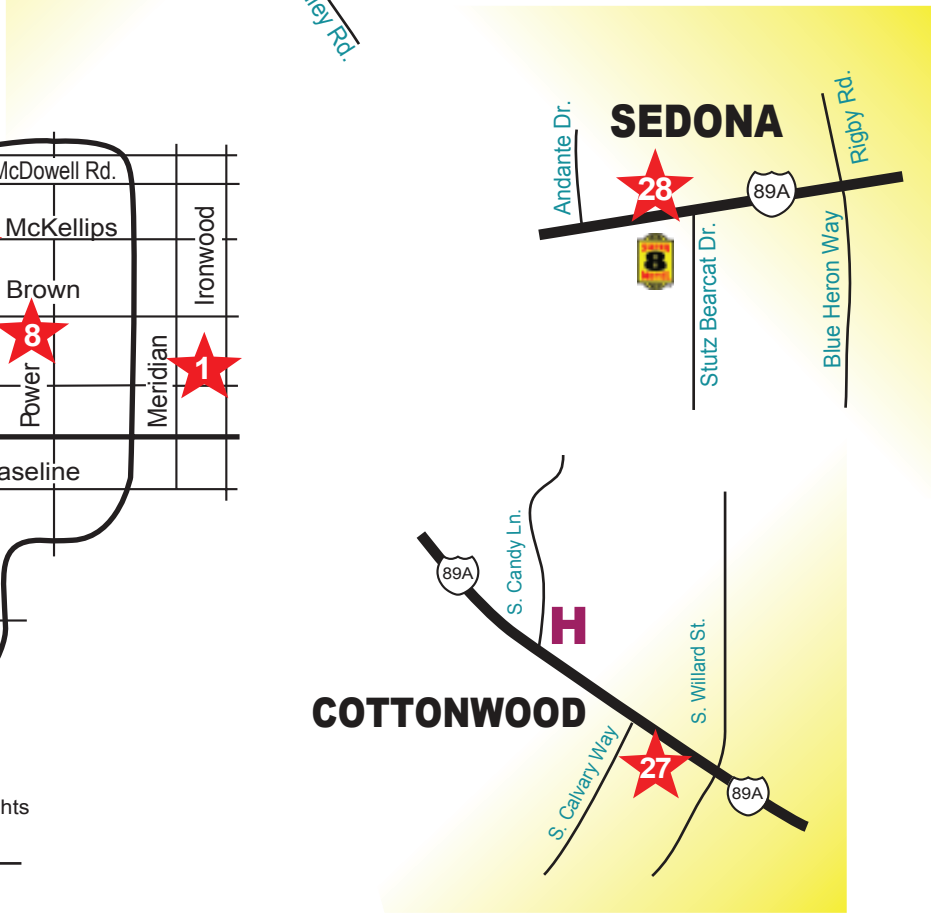 ley Rd.
SEDONA
Andante Dr.
Rigby Rd.
28
89A
8
Stutz Bearcat Dr.
Blue Heron Way
McDowell Rd.
McKellips
Ironwood
Brown
8
Power
Meridian
1
aseline
89A
S. Candy Ln.
H
COTTONWOOD
S. Willard St.
S. Calvary Way
27
89A
hts